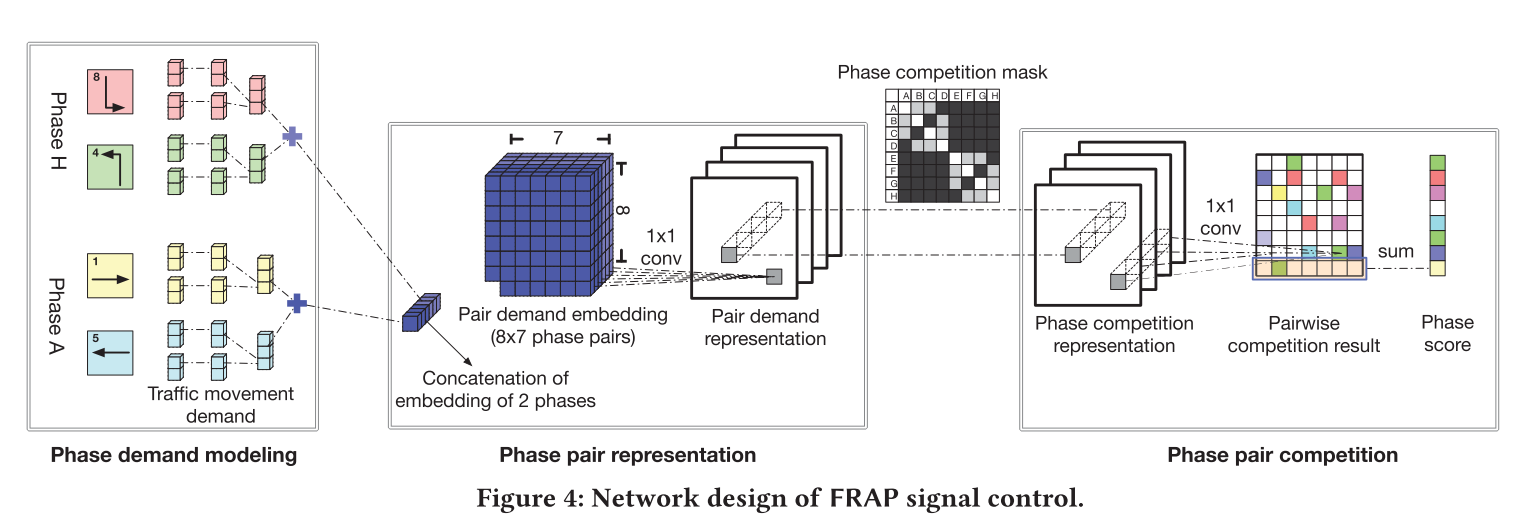 Phase H
8
4
Phase A
1
5
Traffic movement
demand
Phase demand modeling
7
8
1x1
conv
Pair demand embedding
(8x7 phase pairs)
Pair demand
representation
Concatenation of
embedding of 2 phases
Phase pair representation
Phase competition mask
A B C D E F G H
A
B
C
D
E
F
G
H
1x1
conv
sum
Phase competition
representation
Pairwise
competition result
Phase
score
Phase pair competition
Figure 4: Network design of FRAP signal control.